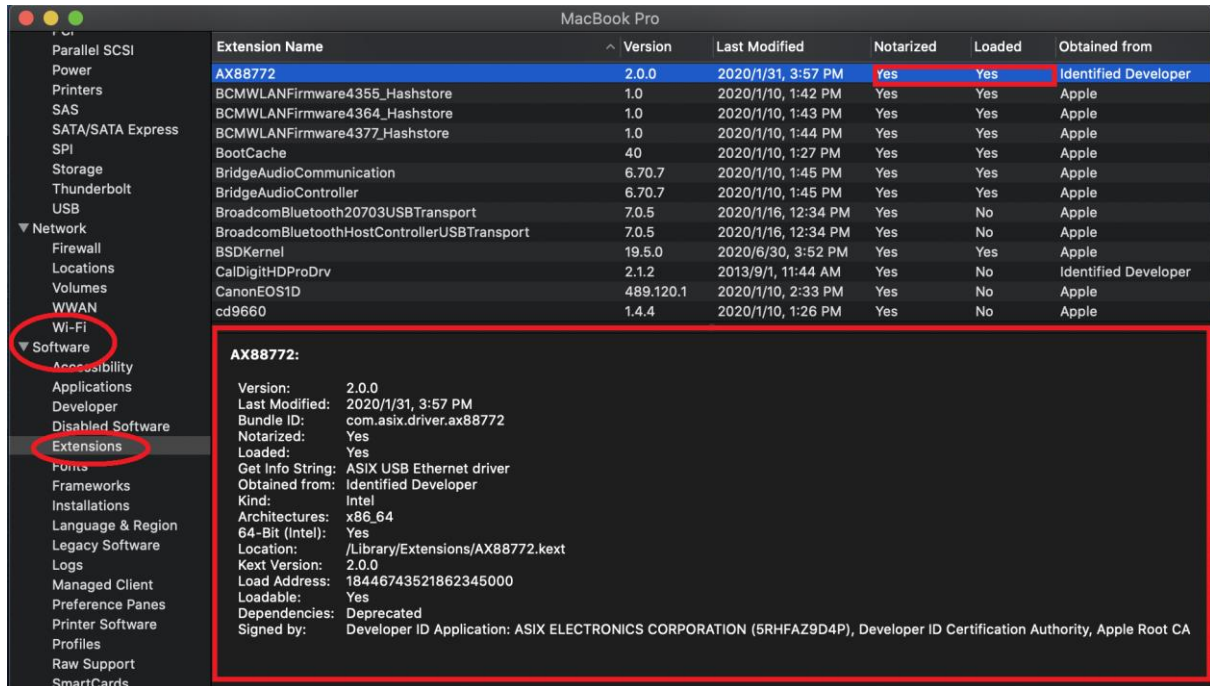 MacBook Pro
Parallel SCSI
Power
Printers
SAS
SATA/SATA Express
SPI
Storage
Thunderbolt
USB
Network
Firewall
Locations
Volumes
WWAN
Wi-Fi
Software
Accessibility
Applications
Developer
Disabled Software
Extensions
Fonts
Frameworks
Installations
Language & Region
Legacy Software
Logs
Managed Client
Preference Panes
Printer Software
Profiles
Raw Support
SmartCards
Extension Name Version Last Modified Notarized Loaded Obtained from
AX88772 2.0.0 2020/1/31, 3:57 PM Yes Yes Identified Developer
BCMWLANFirmware4355_Hashstore 1.0 2020/1/10, 1:42 PM Yes Yes Apple
BCMWLANFirmware4364_Hashstore 1.0 2020/1/10, 1:43 PM Yes Yes Apple
BCMWLANFirmware4377_Hashstore 1.0 2020/1/10, 1:44 PM Yes Yes Apple
BootCache 40 2020/1/10, 1:27 PM Yes Yes Apple
BridgeAudioCommunication 6.70.7 2020/1/10, 1:45 PM Yes Yes Apple
BridgeAudioController 6.70.7 2020/1/10, 1:45 PM Yes Yes Apple
BroadcomBluetooth20703USBTransport 7.0.5 2020/1/16, 12:34 PM Yes No Apple
BroadcomBluetoothHostControllerUSBTransport 7.0.5 2020/1/16, 12:34 PM Yes No Apple
BSDKernel 19.5.0 2020/6/30, 3:52 PM Yes Yes Apple
CalDigitHDProDrv 2.1.2 2013/9/1, 11:44 AM Yes No Identified Developer
CanonEOS1D 489.120.1 2020/1/10, 2:33 PM Yes No Apple
cd9660 1.4.4 2020/1/10, 1:26 PM Yes No Apple
AX88772:
Version: 2.0.0
Last Modified: 2020/1/31, 3:57 PM
Bundle ID: com.asix.driver.ax88772
Notarized: Yes
Loaded: Yes
Get Info String: ASIX USB Ethernet driver
Obtained from: Identified Developer
Kind: Intel
Architectures: x86_64
64-Bit (Intel): Yes
Location: /Library/Extensions/AX88772.kext
Kext Version: 2.0.0
Load Address: 18446743521862345000
Loadable: Yes
Dependencies: Deprecated
Signed by: Developer ID Application: ASIX ELECTRONICS CORPORATION (5RHFAZ9D4P), Developer ID Certification Authority, Apple Root CA